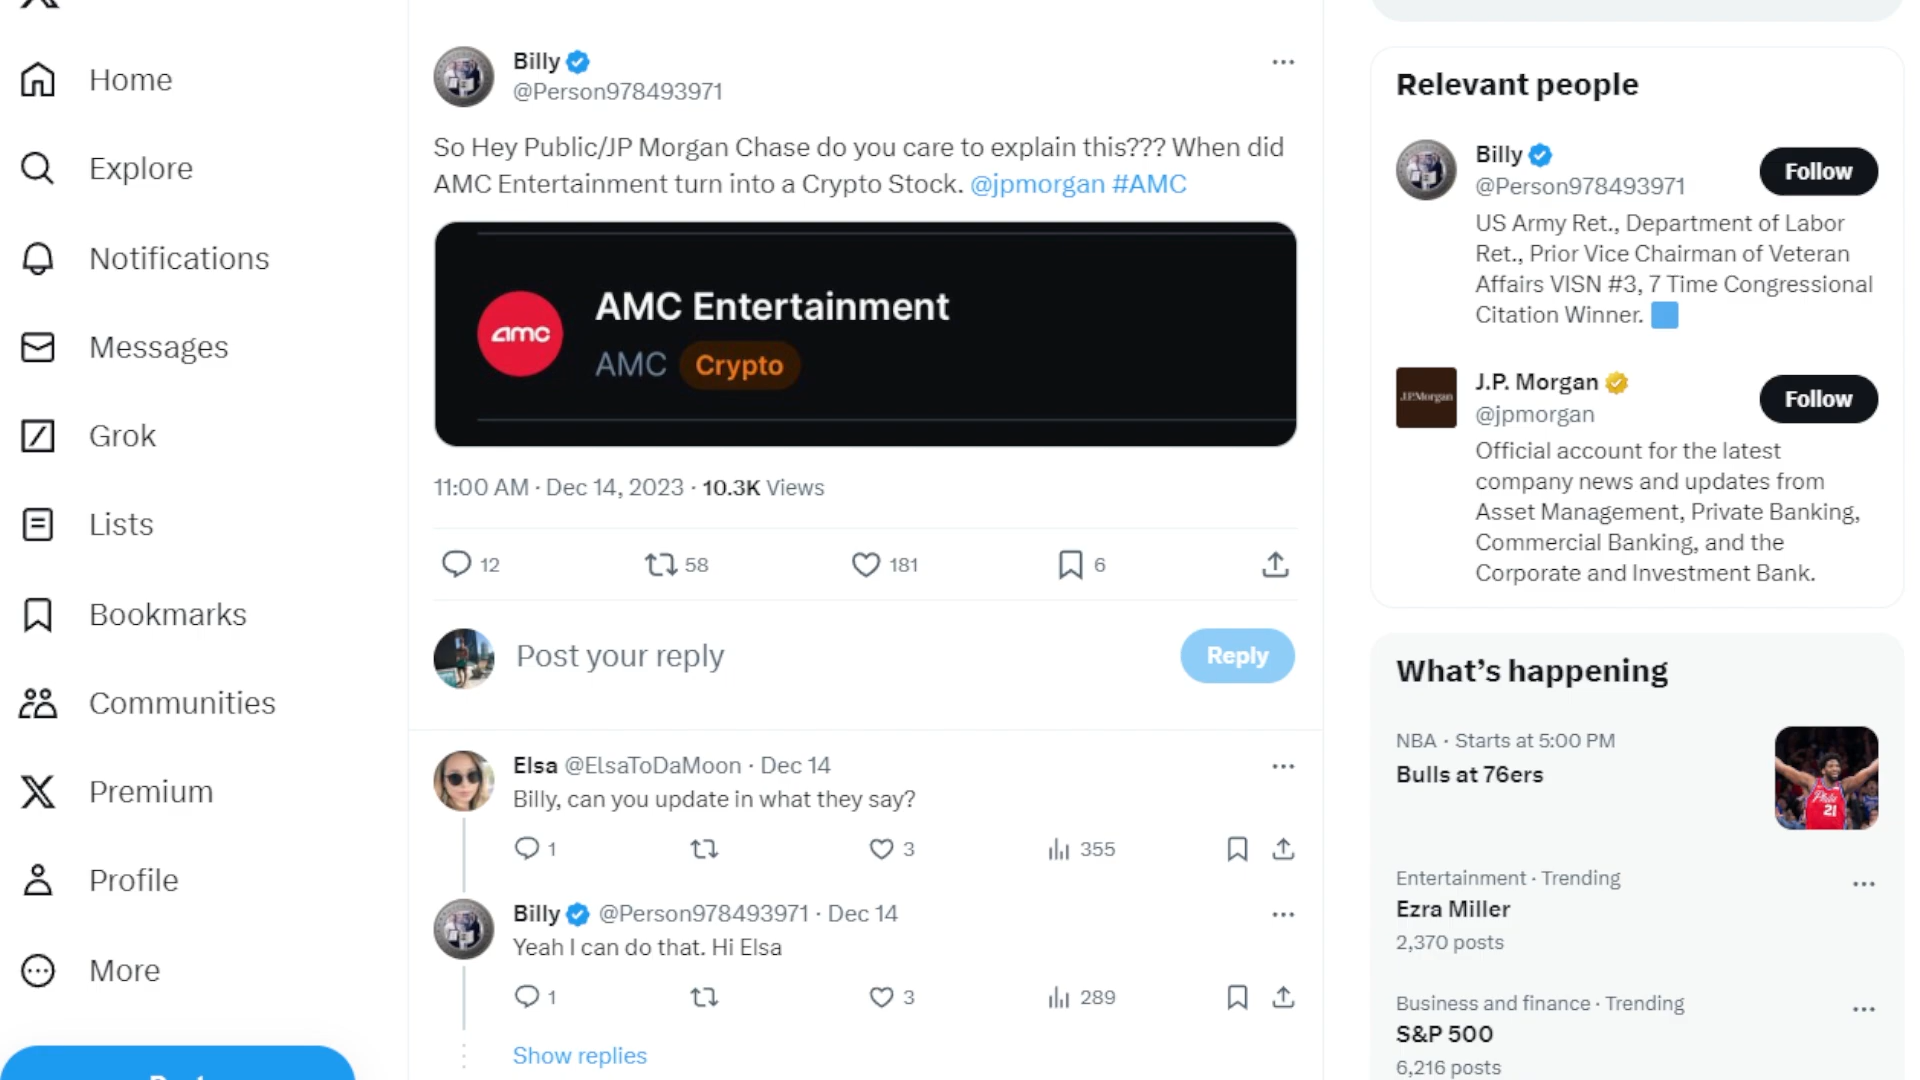 Home
Explore
Notifications
Messages
Grok
Lists
Bookmarks
Communities
Premium
Profile
More
Billy
@Person978493971
So Hey Public/JP Morgan Chase do you care to explain this??? When did
AMC Entertainment turn into a Crypto Stock. @jpmorgan #AMC
amc
AMC Entertainment
AMC Crypto
11:00 AM · Dec 14, 2023 · 10.3K Views
12 58 181 6
Post your reply
Reply
Elsa @ElsaToDaMoon · Dec 14
Billy, can you update in what they say?
1 3 355
Billy @Person978493971 · Dec 14
Yeah I can do that. Hi Elsa
1 3 289
Show replies
Relevant people
Billy
@Person978493971
Follow
US Army Ret., Department of Labor
Ret., Prior Vice Chairman of Veteran
Affairs VISN #3, 7 Time Congressional
Citation Winner.
J.P.Morgan
J.P. Morgan
@jpmorgan
Follow
Official account for the latest
company news and updates from
Asset Management, Private Banking,
Commercial Banking, and the
Corporate and Investment Bank.
What's happening
NBA · Starts at 5:00 PM
Bulls at 76ers
21
Entertainment · Trending
Ezra Miller
2,370 posts
Business and finance · Trending
S&P 500
6,216 posts